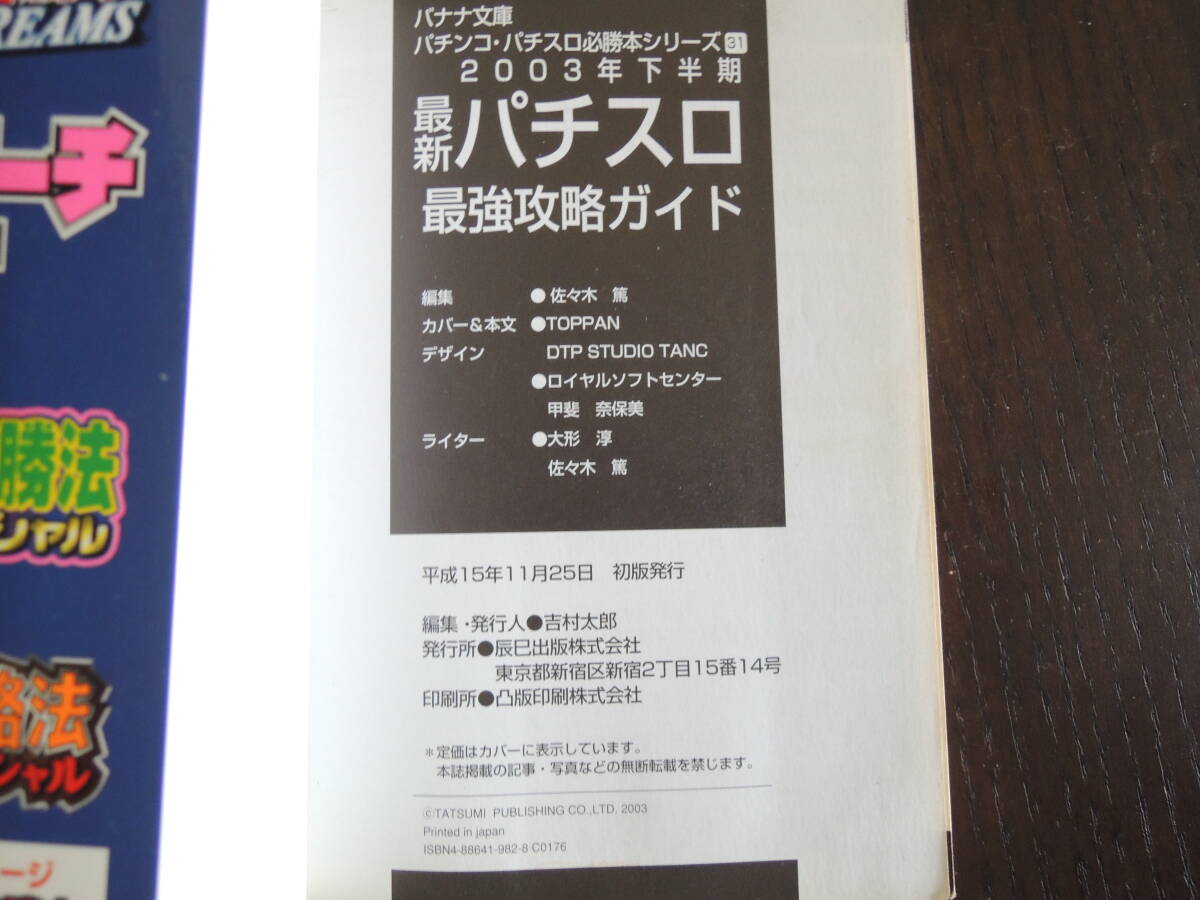 REAMS
ーチ
勝法
シャル
略法
シャル
ージ
バナナ文庫
パチンコ・パチスロ必勝本シリーズ31
2003年下半期
最新パチスロ
最強攻略ガイド
編集 ●佐々木 篤
カバー&本文 ●TOPPAN
デザイン DTP STUDIO TANC
●ロイヤルソフトセンター
甲斐 奈保美
ライター ●大形 淳
佐々木 篤
平成15年11月25日 初版発行
編集・発行人●吉村太郎
発行所●辰巳出版株式会社
東京都新宿区新宿2丁目15番14号
印刷所●凸版印刷株式会社
*定価はカバーに表示しています。
本誌掲載の記事・写真などの無断転載を禁じます。
©TATSUMI PUBLISHING CO.,LTD. 2003
Printed in japan
ISBN4-88641-982-8 C0176